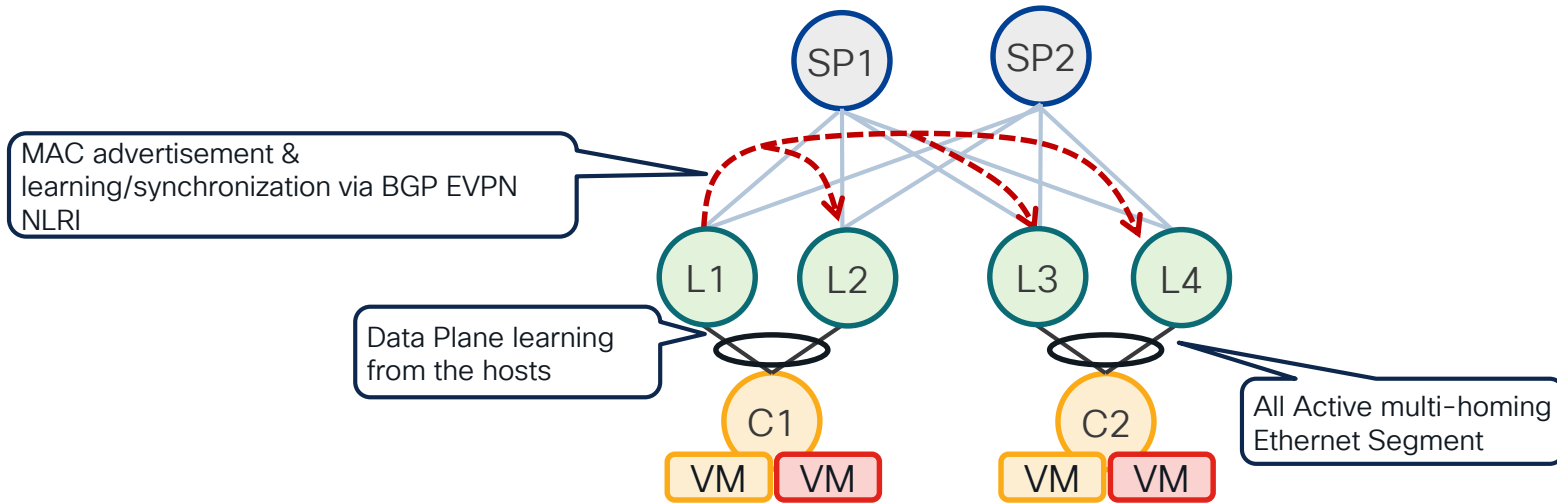 SP1
SP2
MAC advertisement &
learning/synchronization via BGP EVPN
NLRI
L1
L2
L3
L4
Data Plane learning
from the hosts
All Active multi-homing
Ethernet Segment
C1
C2
VM
VM
VM
VM